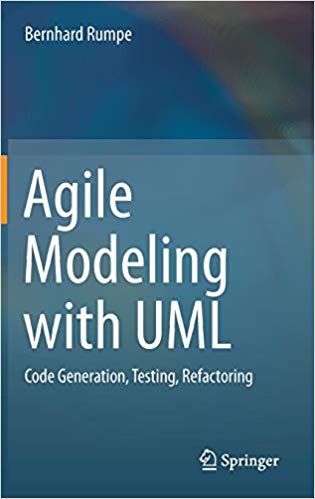 Bernhard Rumpe
Agile
Modeling
with UML
Code Generation, Testing, Refactoring
Springer